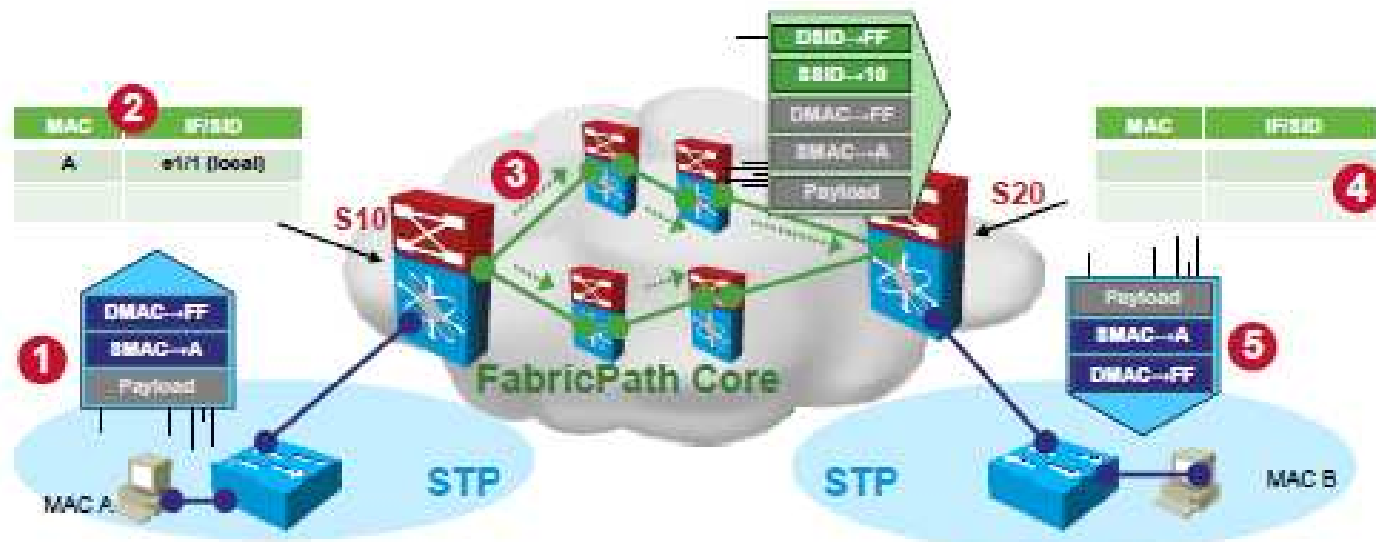 DSID→FF
SSID→10
DMAC→FF
SMAC→A
Payload
2
MAC IF/SID
A e1/1 (local)
3
MAC IF/SID
4
S10
S20
1
DMAC→FF
SMAC→A
Payload
Payload
SMAC→A
DMAC→FF
5
FabricPath Core
STP
STP
MAC A
MAC B